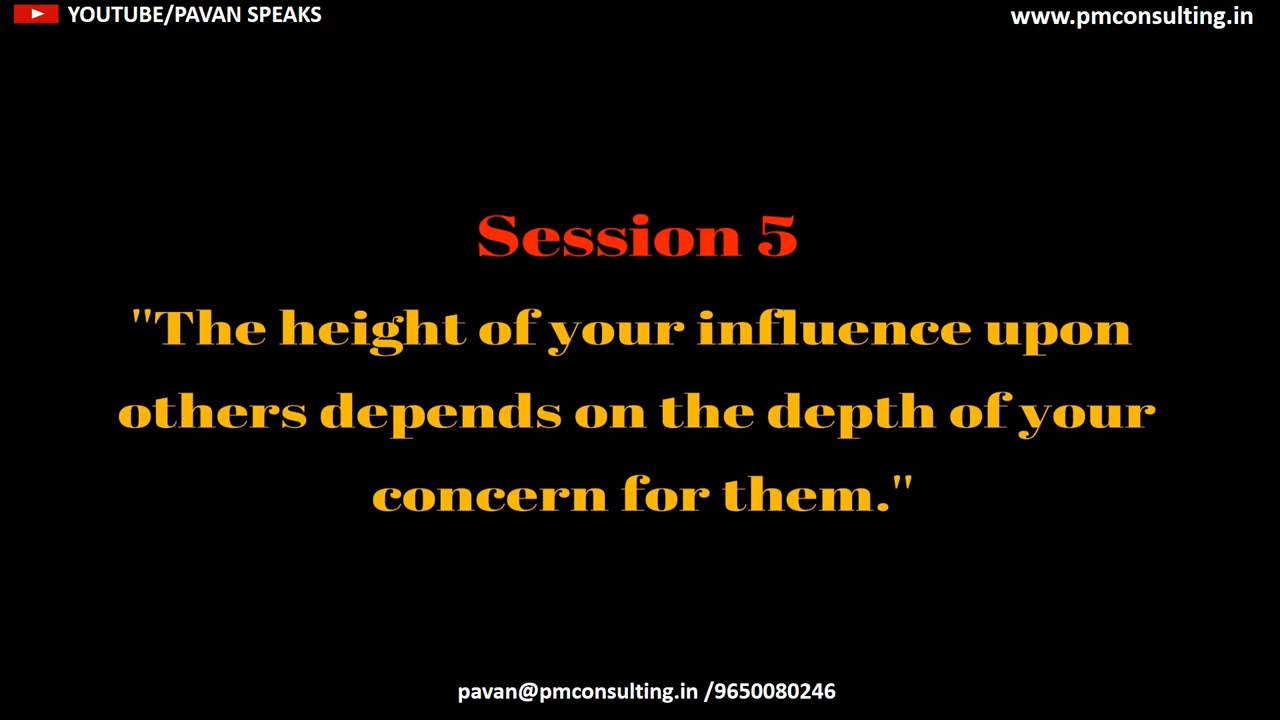 YOUTUBE/PAVAN SPEAKS
www.pmconsulting.in
Session 5
"The height of your influence upon
others depends on the depth of your
concern for them."
pavan@pmconsulting.in /9650080246